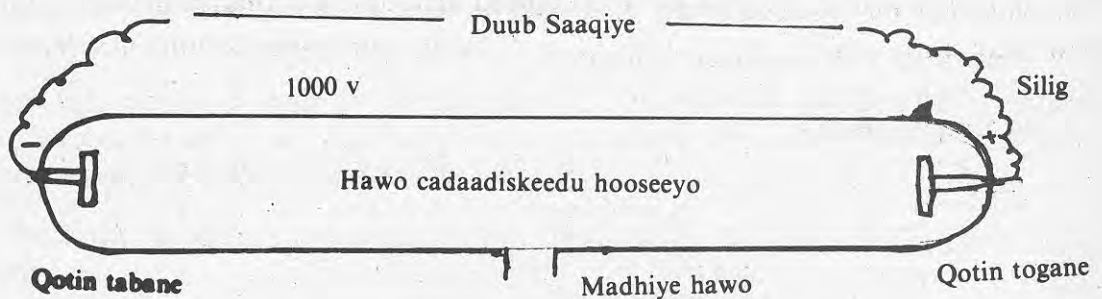 Duub Saaqiye
1000 v
Silig
-
+
Hawo cadaadiskeedu hooseeyo
Qotin tabane
Madhiye hawo
Qotin togane